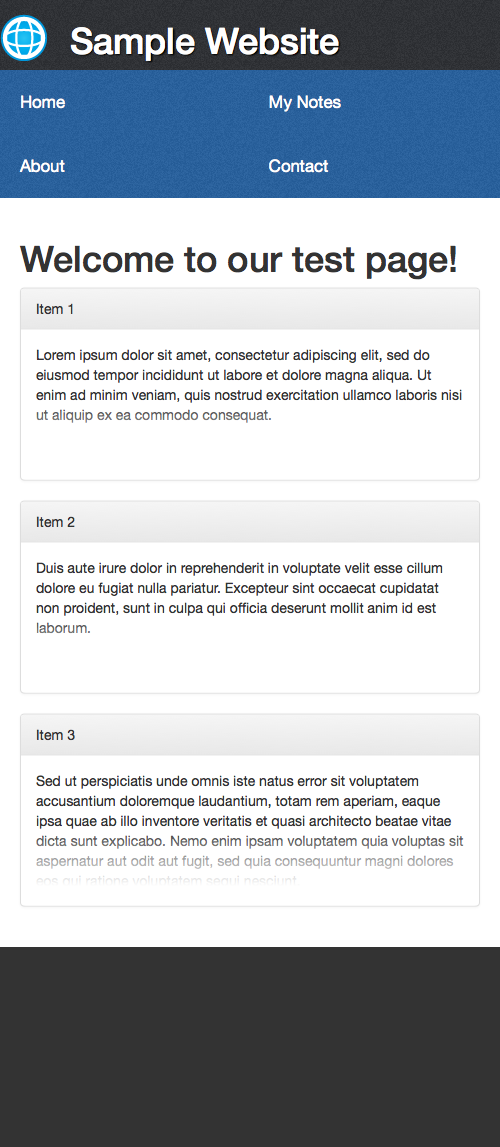 Sample Website
Home
My Notes
About
Contact
Welcome to our test page!
Item 1
Lorem ipsum dolor sit amet, consectetur adipiscing elit, sed do
eiusmod tempor incididunt ut labore et dolore magna aliqua. Ut
enim ad minim veniam, quis nostrud exercitation ullamco laboris nisi
ut aliquip ex ea commodo consequat.
Item 2
Duis aute irure dolor in reprehenderit in voluptate velit esse cillum
dolore eu fugiat nulla pariatur. Excepteur sint occaecat cupidatat
non proident, sunt in culpa qui officia deserunt mollit anim id est
laborum.
Item 3
Sed ut perspiciatis unde omnis iste natus error sit voluptatem
accusantium doloremque laudantium, totam rem aperiam, eaque
ipsa quae ab illo inventore veritatis et quasi architecto beatae vitae
dicta sunt explicabo. Nemo enim ipsam voluptatem quia voluptas sit
aspernatur aut odit aut fugit, sed quia consequuntur magni dolores
eos qui ratione voluptatem sequi nesciunt